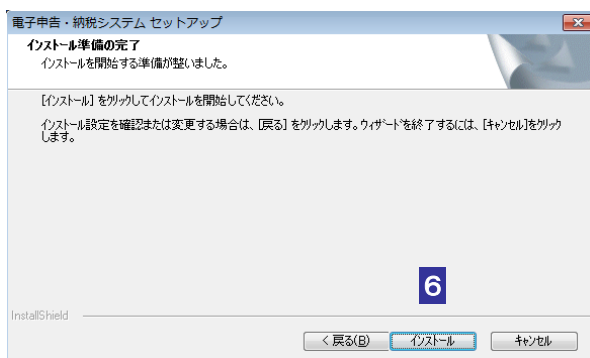 電子申告・納税システム セットアップ
インストール準備の完了
インストールを開始する準備が整いました。
[インストール] をクリックしてインストールを開始してください。
インストール設定を確認または変更する場合は、[戻る] をクリックします。ウィザードを終了するには、[キャンセル]をクリック
します。
6
InstallShield
< 戻る(B)
インストール
キャンセル